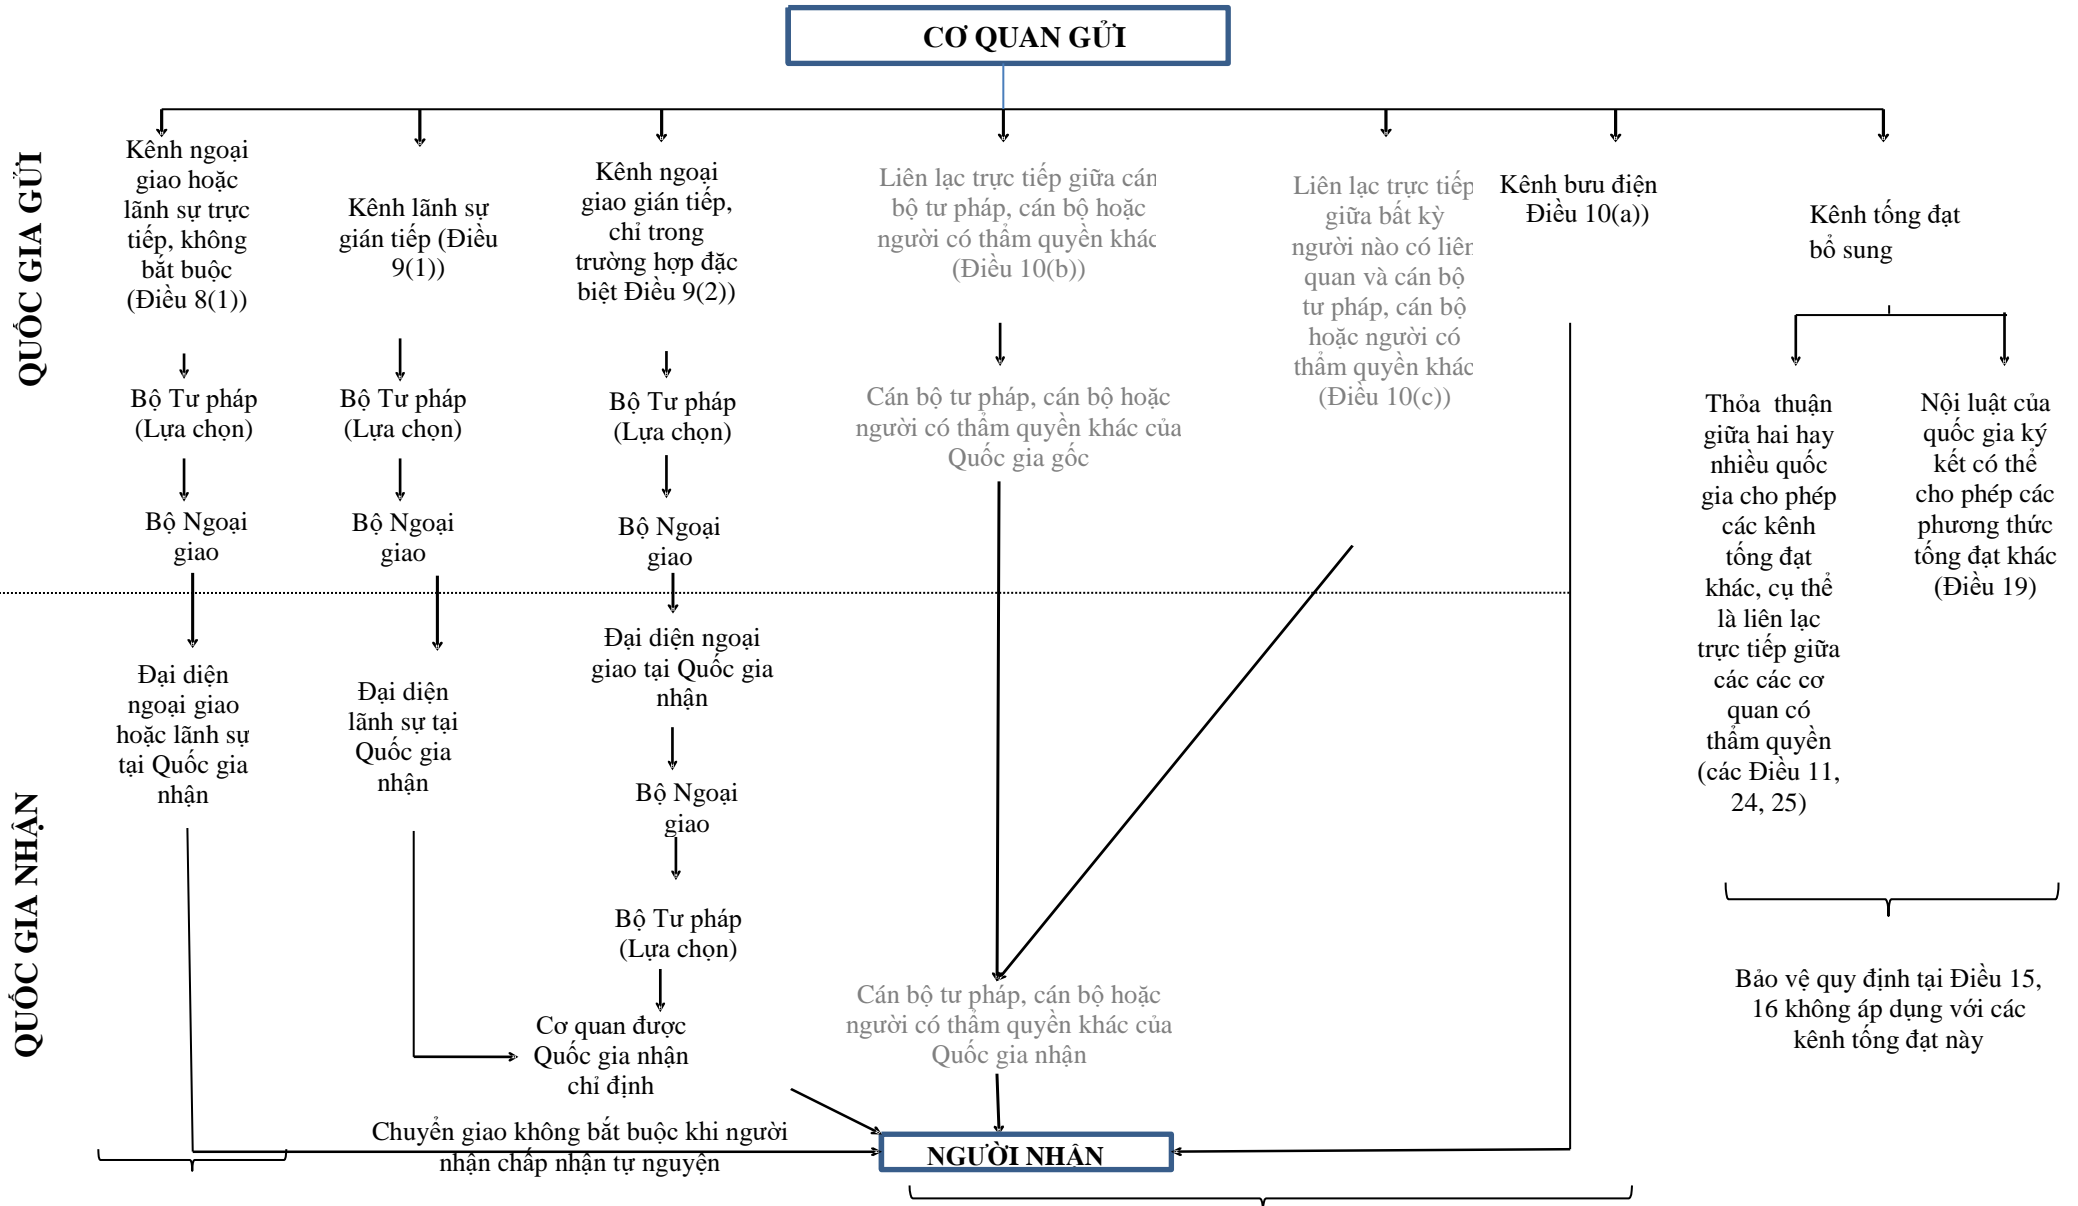 CƠ QUAN GỬI
QUỐC GIA GỬI
Kênh ngoại
giao hoặc
lãnh sự trực
tiếp, không
bắt buộc
(Điều 8(1))
Bộ Tư pháp
(Lựa chọn)
Bộ Ngoại
giao
Kênh lãnh sự
gián tiếp (Điều
9(1))
Bộ Tư pháp
(Lựa chọn)
Bộ Ngoại
giao
Kênh ngoại
giao gián tiếp,
chỉ trong
trường hợp đặc
biệt Điều 9(2))
Bộ Tư pháp
(Lựa chọn)
Bộ Ngoại
giao
Liên lạc trực tiếp giữa cán
bộ tư pháp, cán bộ hoặc
người có thẩm quyền khác
(Điều 10(b))
Cán bộ tư pháp, cán bộ hoặc
người có thẩm quyền khác của
Quốc gia gốc
Liên lạc trực tiếp
giữa bất kỳ
người nào có liên
quan và cán bộ
tư pháp, cán bộ
hoặc người có
thẩm quyền khác
(Điều 10(c))
Kênh bưu điện
Điều 10(a))
Kênh tống đạt
bổ sung
Thỏa thuận
giữa hai hay
nhiều quốc
gia cho phép
các kênh
tống đạt
khác, cụ thể
là liên lạc
trực tiếp giữa
các các cơ
quan có
thẩm quyền
(các Điều 11,
24, 25)
Nội luật của
quốc gia ký
kết có thể
cho phép các
phương thức
tống đạt khác
(Điều 19)
QUỐC GIA NHẬN
Đại diện
ngoại giao
hoặc lãnh sự
tại Quốc gia
nhận
Đại diện
lãnh sự tại
Quốc gia
nhận
Đại diện ngoại
giao tại Quốc gia
nhận
Bộ Ngoại
giao
Bộ Tư pháp
(Lựa chọn)
Cơ quan được
Quốc gia nhận
chỉ định
Cán bộ tư pháp, cán bộ hoặc
người có thẩm quyền khác của
Quốc gia nhận
Bảo vệ quy định tại Điều 15,
16 không áp dụng với các
kênh tống đạt này
Chuyển giao không bắt buộc khi người
nhận chấp nhận tự nguyện
NGƯỜI NHẬN